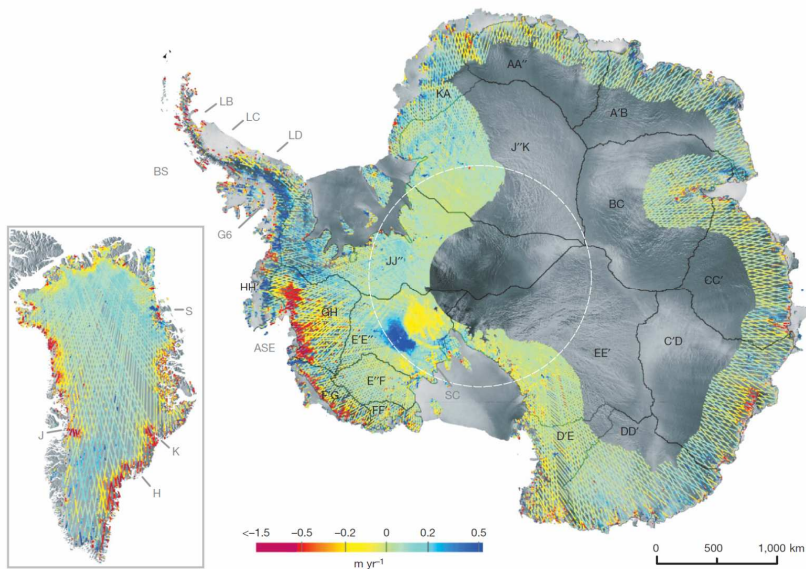 AA"
KA
A'B
LB
LC
LD
J"K
BS
BC
G6
JJ"
CC'
HH'
GH
S
ASE
E'E"
EE'
C'D
E"F
SC
FF'
J
K
D'E
DD'
H
<–1.5 –0.5 –0.2 0 0.2 0.5
m yr⁻¹
0 500 1,000 km